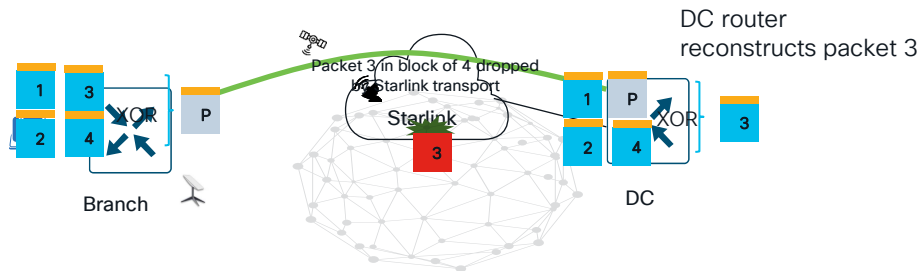 DC router
reconstructs packet 3
Packet 3 in block of 4 dropped
by Starlink transport
1
3
XOR
P
2
4
Starlink
3
1
P
XOR
3
2
4
Branch
DC